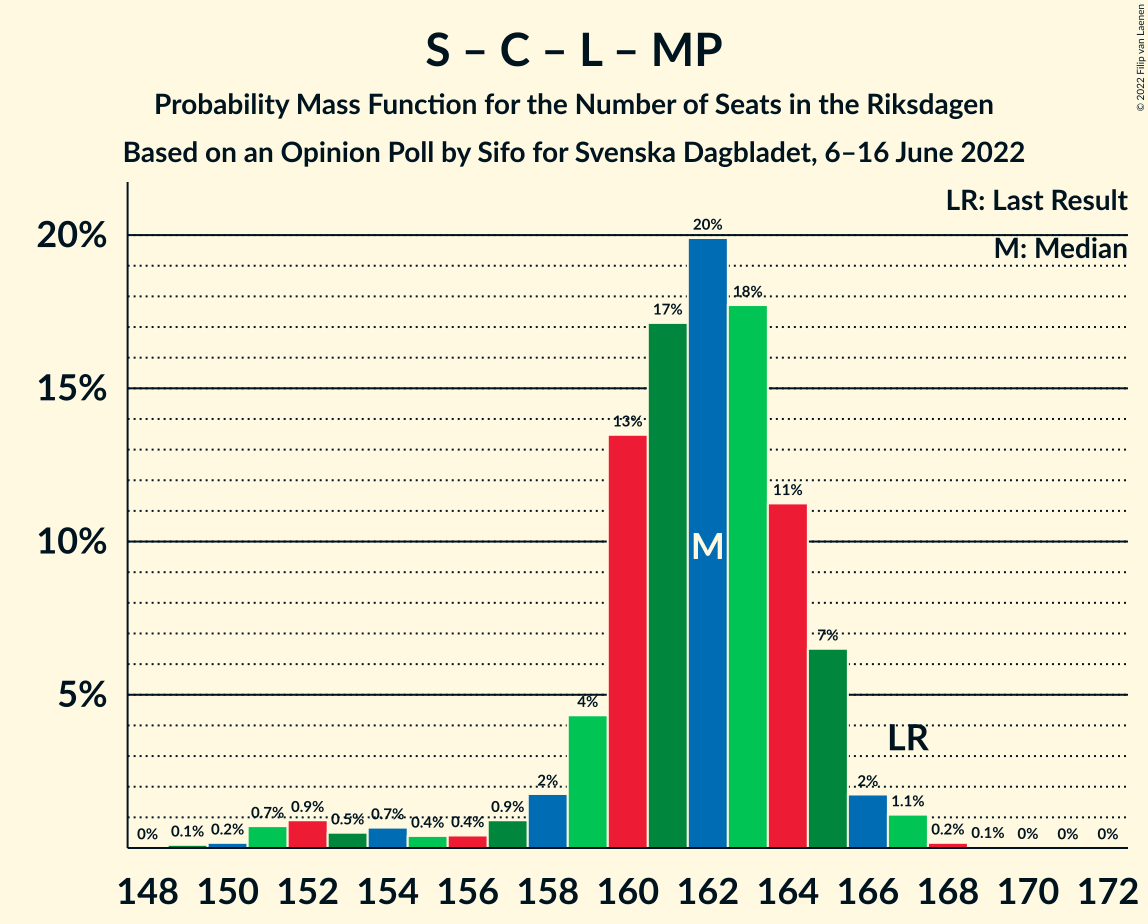 S – C – L – MP
Probability Mass Function for the Number of Seats in the Riksdagen
Based on an Opinion Poll by Sifo for Svenska Dagbladet, 6–16 June 2022
© 2022 Filip van Laenen
LR: Last Result
M: Median
20%
15%
10%
5%
0% 0.1% 0.2% 0.7% 0.9% 0.5% 0.7% 0.4% 0.4% 0.9% 2% 4% 13% 17% 20% 18% 11% 7% 2% 1.1% 0.2% 0.1% 0% 0% 0%
M
LR
148 150 152 154 156 158 160 162 164 166 168 170 172